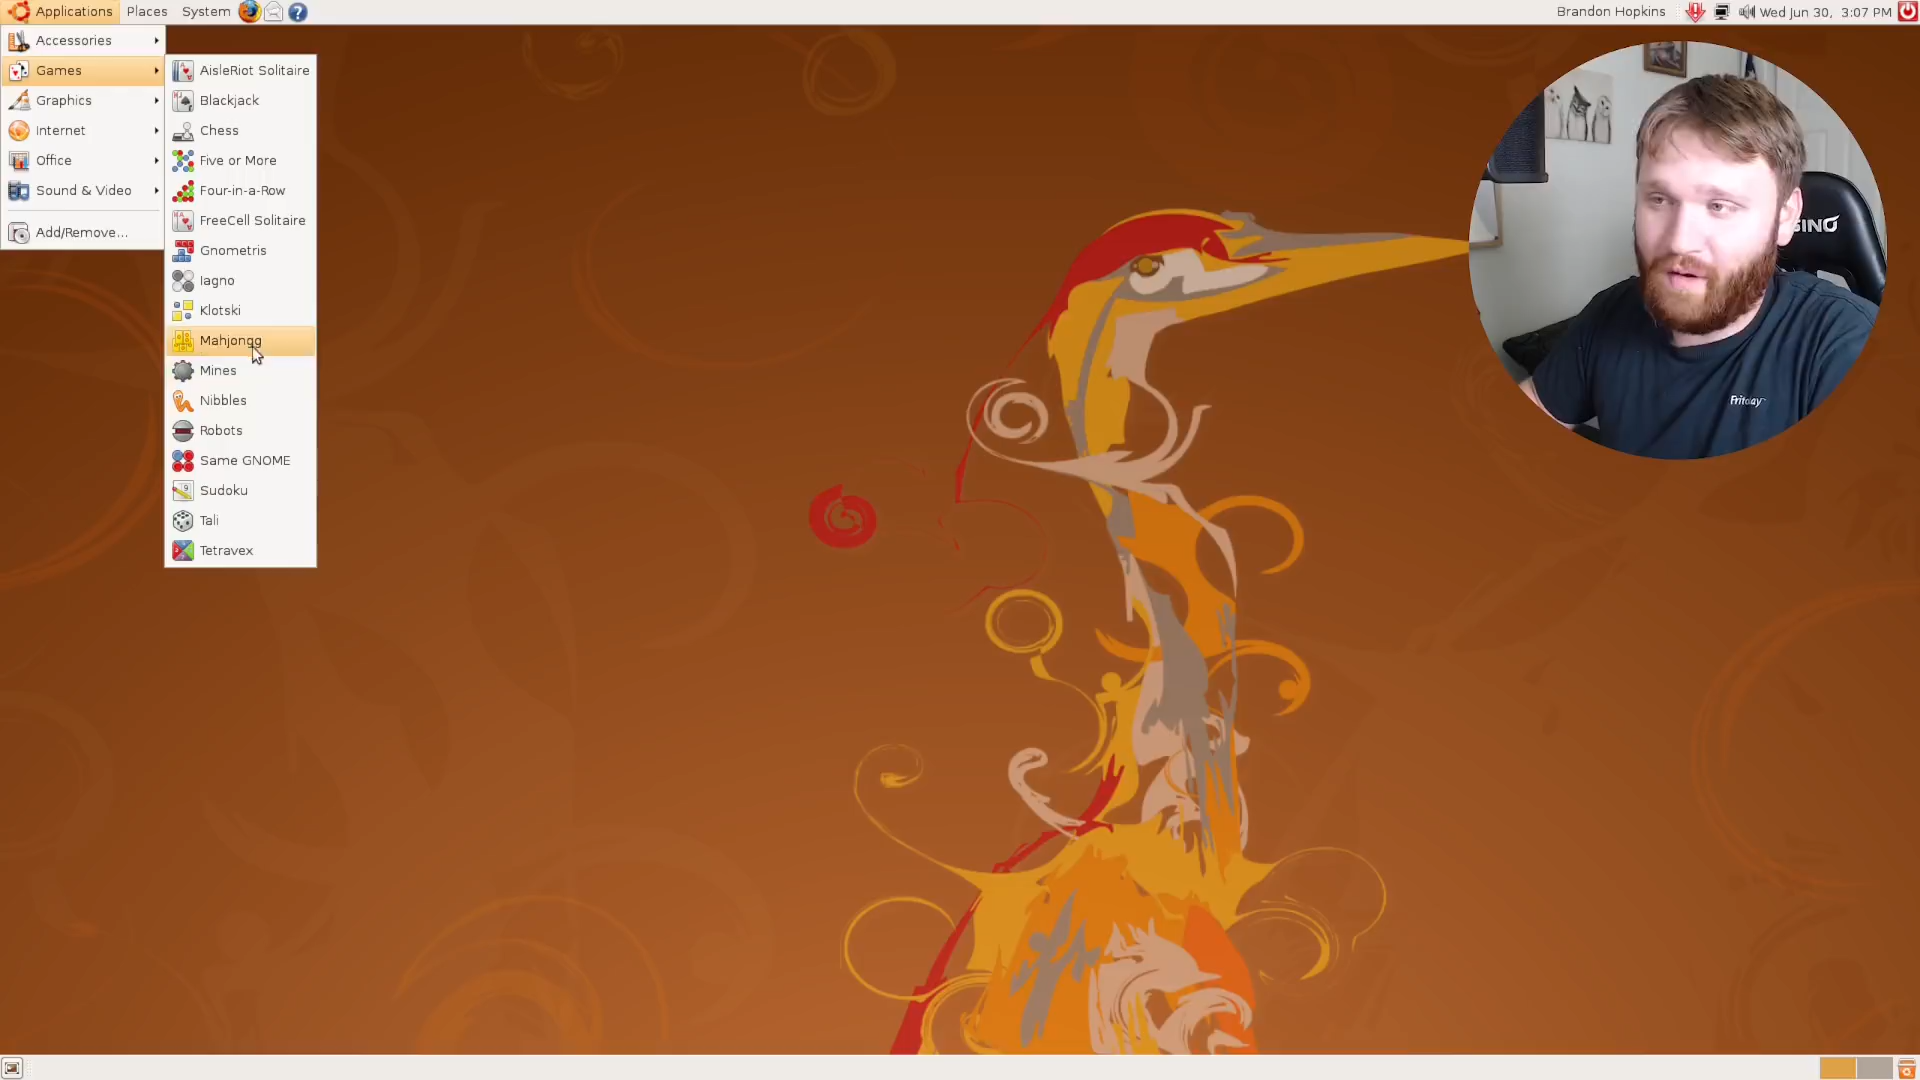 Applications Places System Brandon Hopkins Wed Jun 30, 3:07 PM
Accessories
Games
Graphics
Internet
Office
Sound & Video
Add/Remove...
AisleRiot Solitaire
Blackjack
Chess
Five or More
Four-in-a-Row
FreeCell Solitaire
Gnometris
Iagno
Klotski
Mahjongg
Mines
Nibbles
Robots
Same GNOME
Sudoku
Tali
Tetravex
SINO